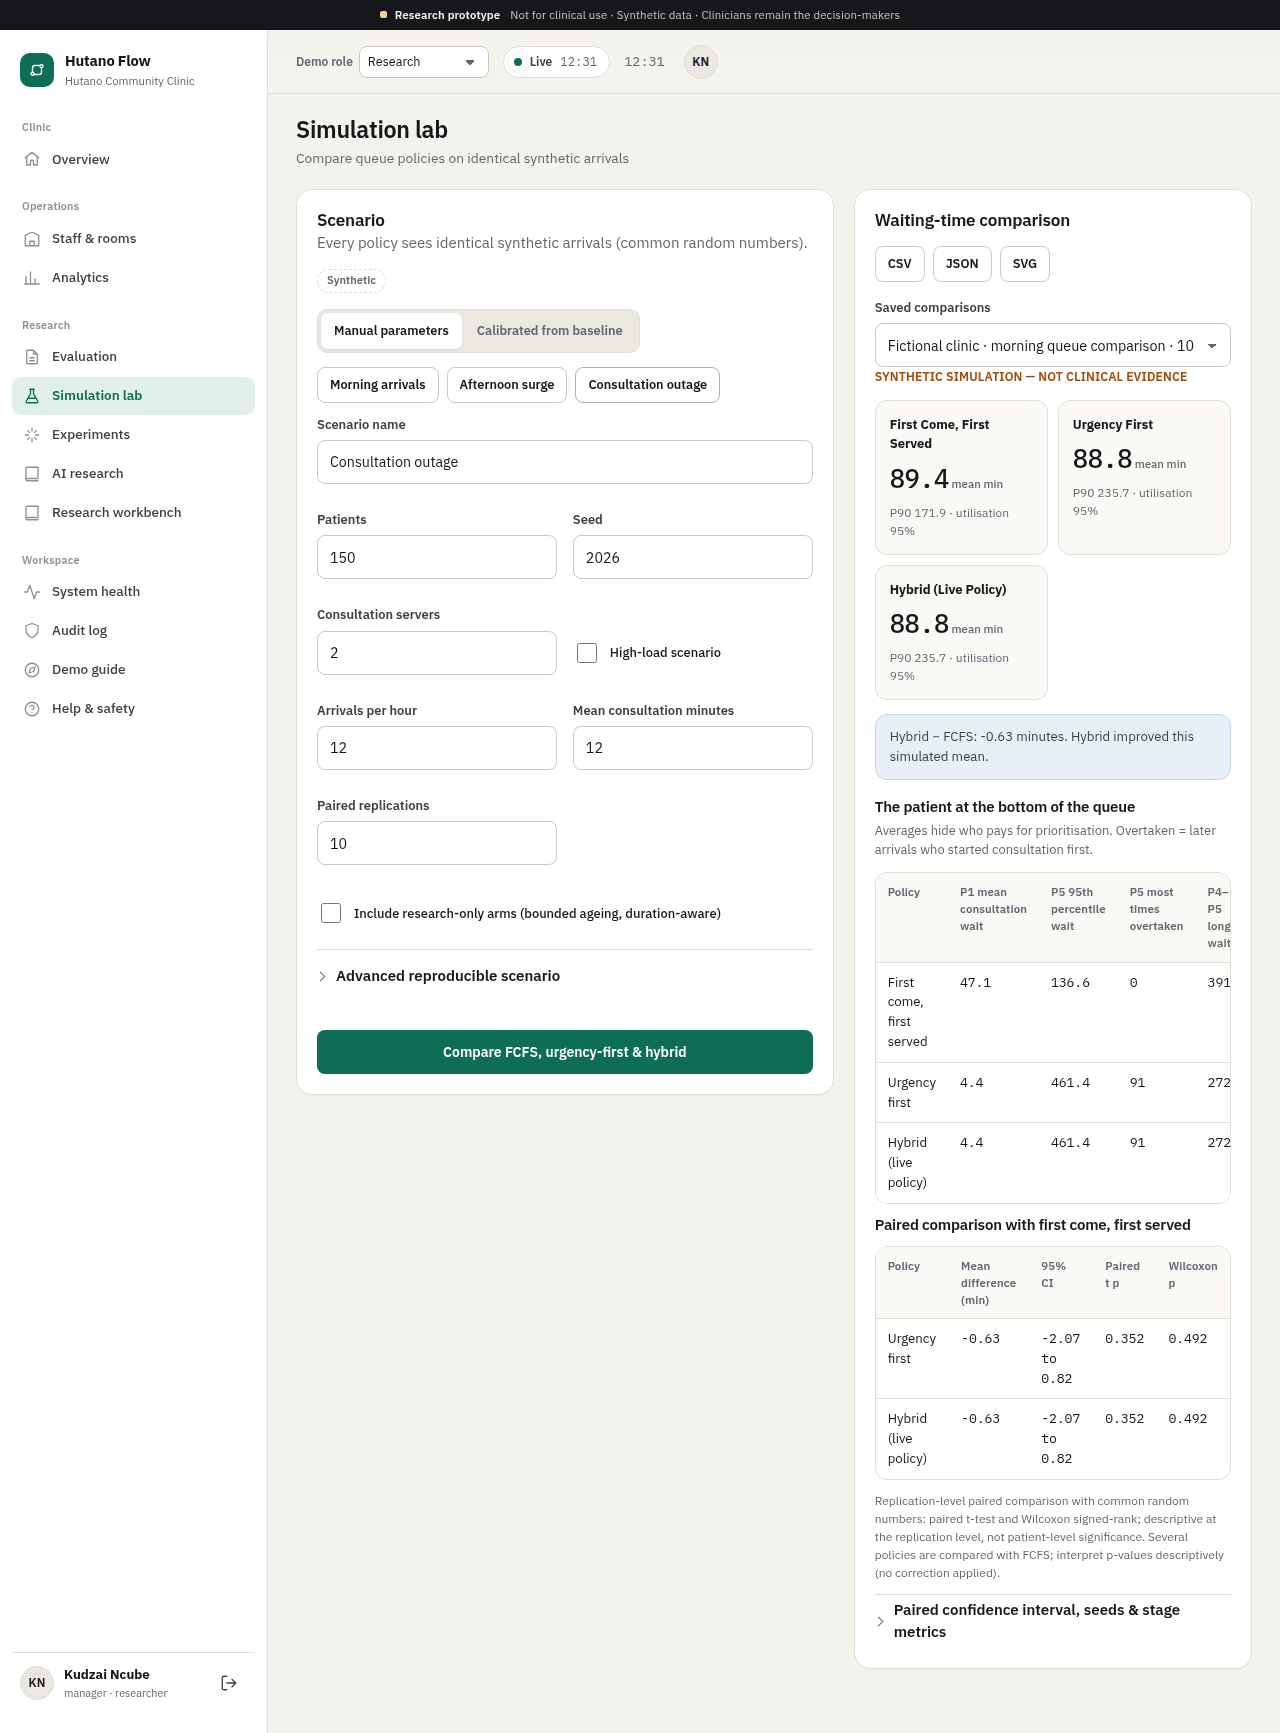 Research prototype Not for clinical use · Synthetic data · Clinicians remain the decision-makers
Hutano Flow
Hutano Community Clinic
Clinic
Overview
Operations
Staff & rooms
Analytics
Research
Evaluation
Simulation lab
Experiments
AI research
Research workbench
Workspace
System health
Audit log
Demo guide
Help & safety
KN
Kudzai Ncube
manager · researcher
Demo role
Research
Live 12:31
12:31
KN
Simulation lab
Compare queue policies on identical synthetic arrivals
Scenario
Every policy sees identical synthetic arrivals (common random numbers).
Synthetic
Manual parameters
Calibrated from baseline
Morning arrivals
Afternoon surge
Consultation outage
Scenario name
Consultation outage
Patients
Seed
150
2026
Consultation servers
2
High-load scenario
Arrivals per hour
Mean consultation minutes
12
12
Paired replications
10
Include research-only arms (bounded ageing, duration-aware)
Advanced reproducible scenario
Compare FCFS, urgency-first & hybrid
Waiting-time comparison
CSV
JSON
SVG
Saved comparisons
Fictional clinic · morning queue comparison · 10
SYNTHETIC SIMULATION — NOT CLINICAL EVIDENCE
First Come, First
Served
89.4 mean min
P90 171.9 · utilisation
95%
Urgency First
88.8 mean min
P90 235.7 · utilisation
95%
Hybrid (Live Policy)
88.8 mean min
P90 235.7 · utilisation
95%
Hybrid − FCFS: -0.63 minutes. Hybrid improved this
simulated mean.
The patient at the bottom of the queue
Averages hide who pays for prioritisation. Overtaken = later
arrivals who started consultation first.
Policy
P1 mean
consultation
wait
P5 95th
percentile
wait
P5 most
times
overtaken
P4–
P5
long
wait
First
come,
first
served
47.1
136.6
0
391
Urgency
first
4.4
461.4
91
272
Hybrid
(live
policy)
4.4
461.4
91
272
Paired comparison with first come, first served
Policy
Mean
difference
(min)
95%
CI
Paired
t p
Wilcoxon
p
Urgency
first
-0.63
-2.07
to
0.82
0.352
0.492
Hybrid
(live
policy)
-0.63
-2.07
to
0.82
0.352
0.492
Replication-level paired comparison with common random
numbers: paired t-test and Wilcoxon signed-rank; descriptive at
the replication level, not patient-level significance. Several
policies are compared with FCFS; interpret p-values descriptively
(no correction applied).
Paired confidence interval, seeds & stage
metrics